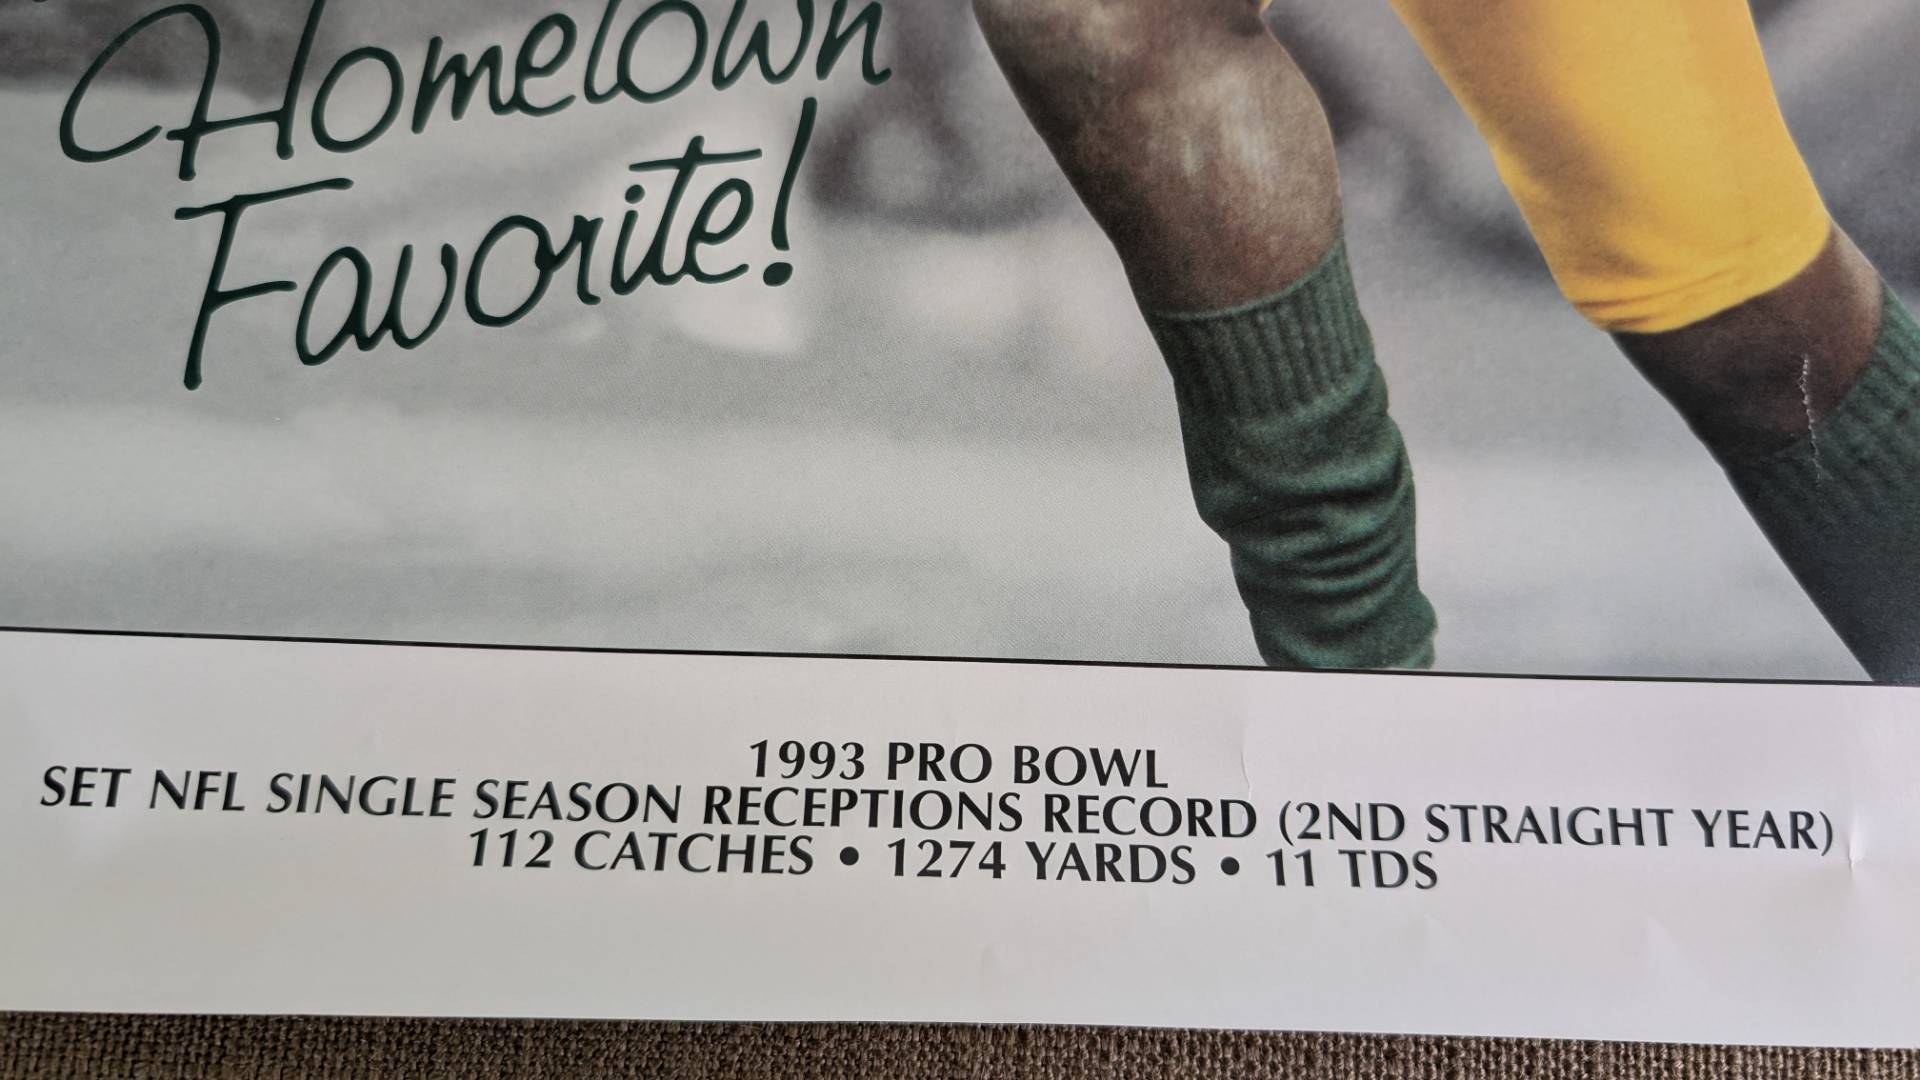 Hometown
Favorite!
1993 PRO BOWL
SET NFL SINGLE SEASON RECEPTIONS RECORD (2ND STRAIGHT YEAR)
112 CATCHES • 1274 YARDS • 11 TDS